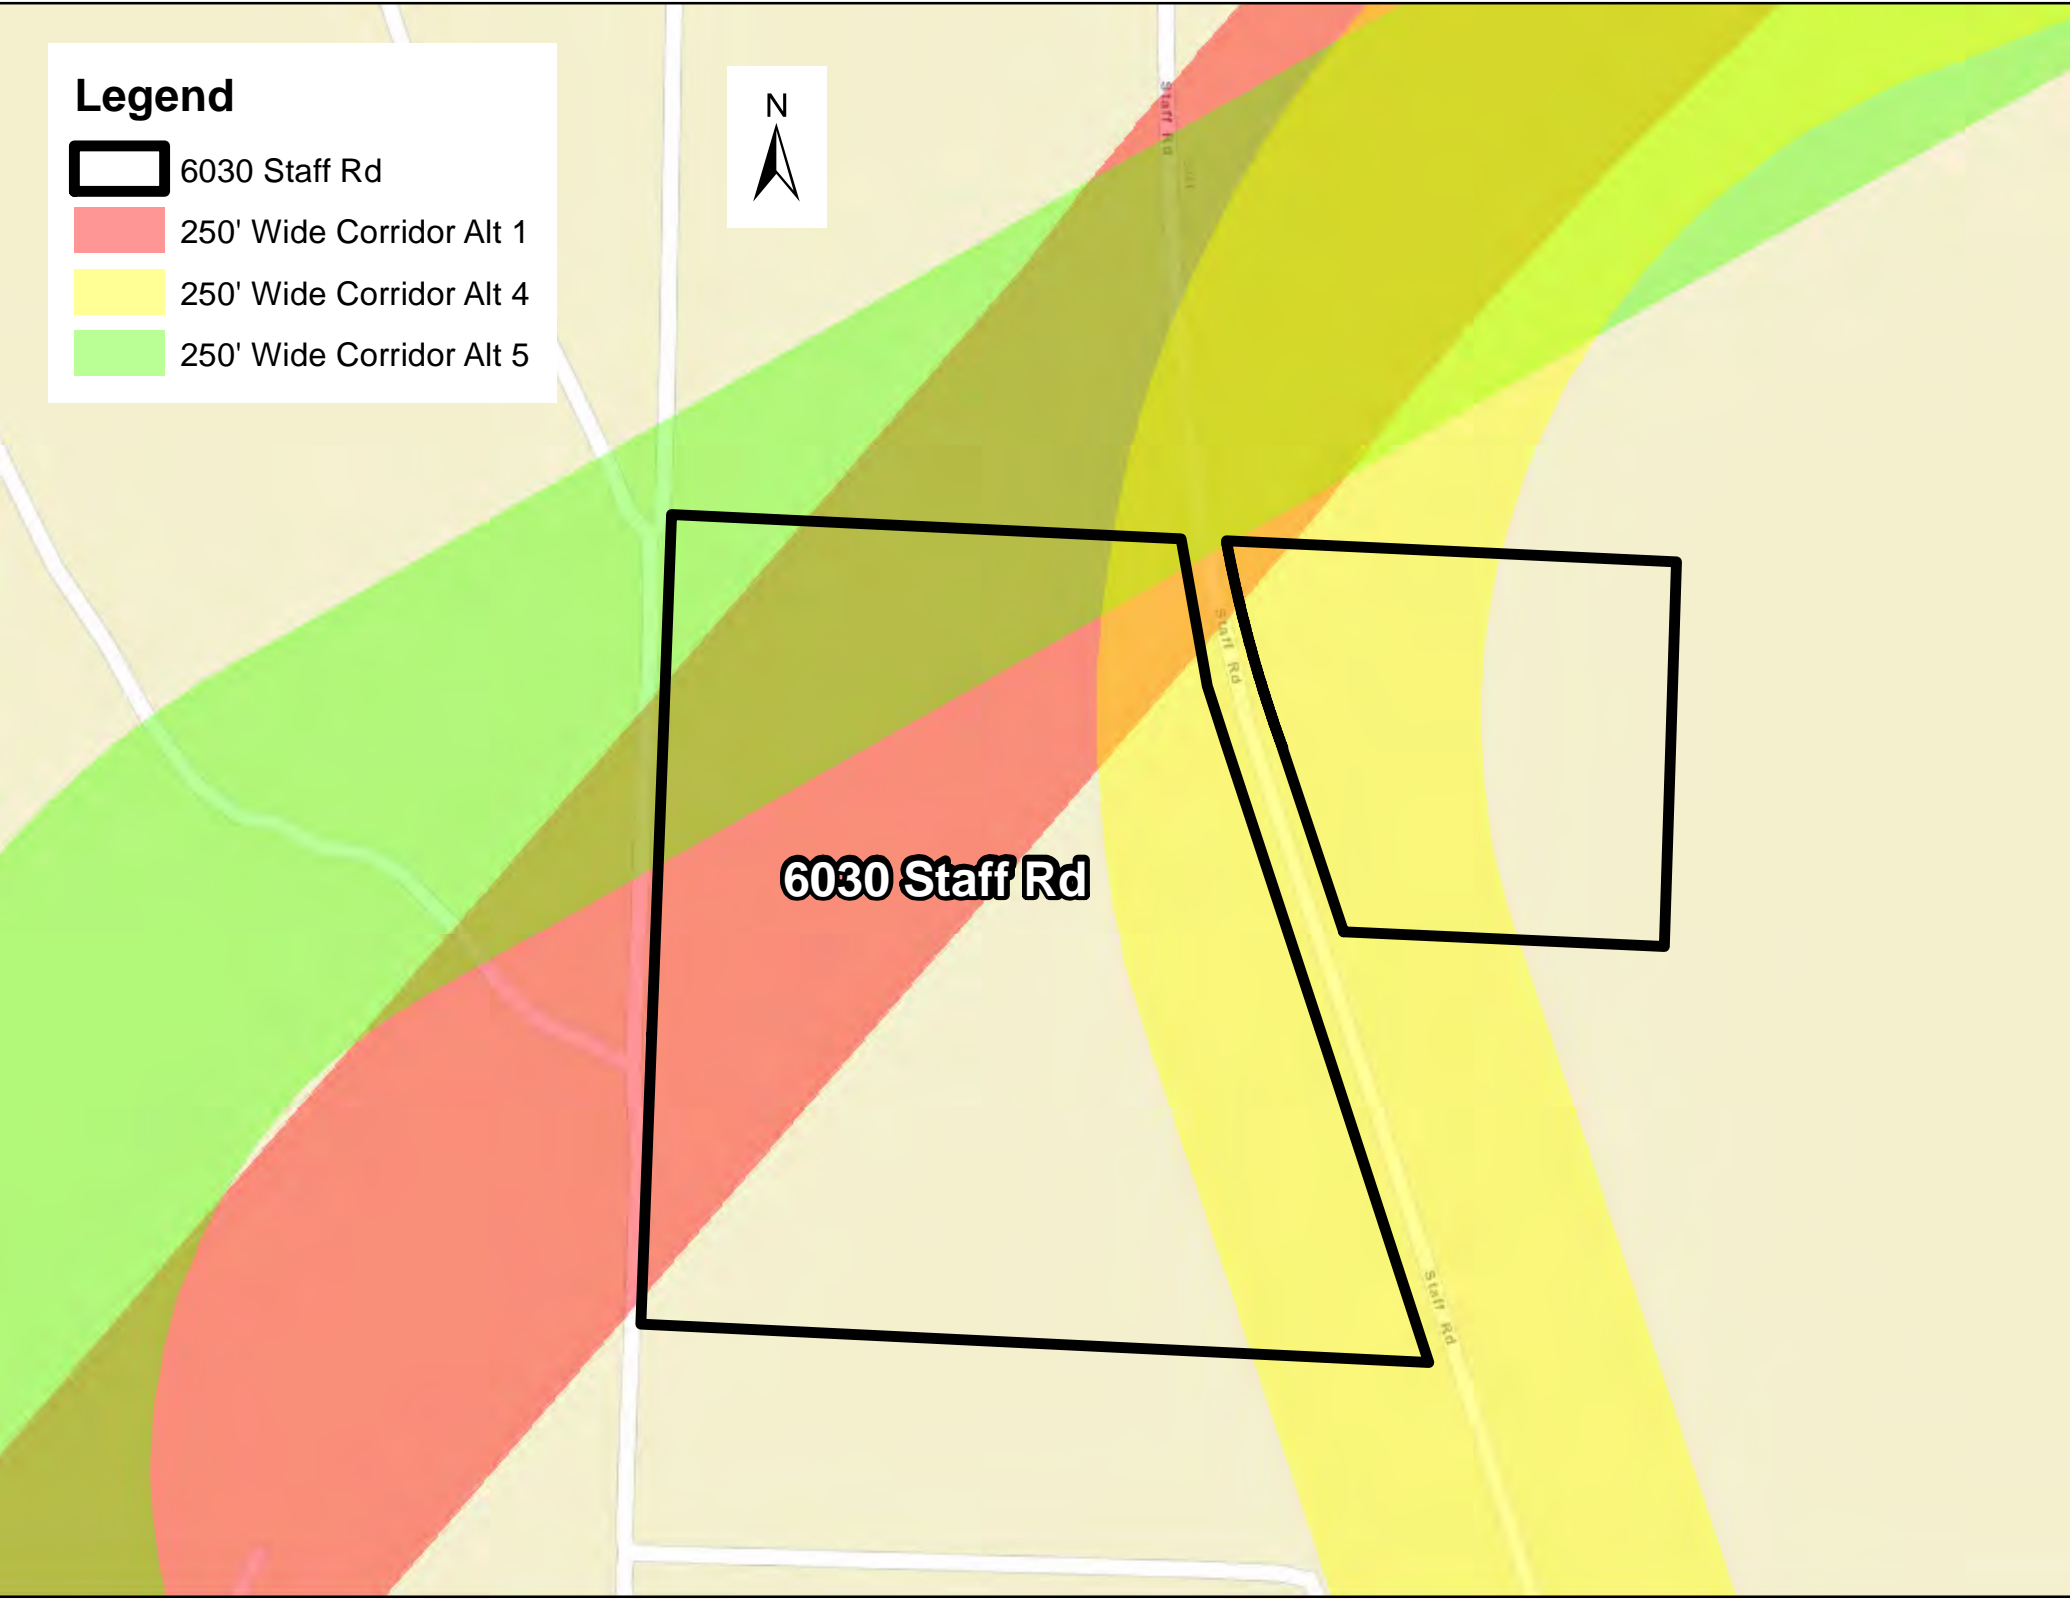 Legend
6030 Staff Rd
250' Wide Corridor Alt 1
250' Wide Corridor Alt 4
250' Wide Corridor Alt 5
N
Staff Rd
Staff Rd
6030 Staff Rd
Staff Rd